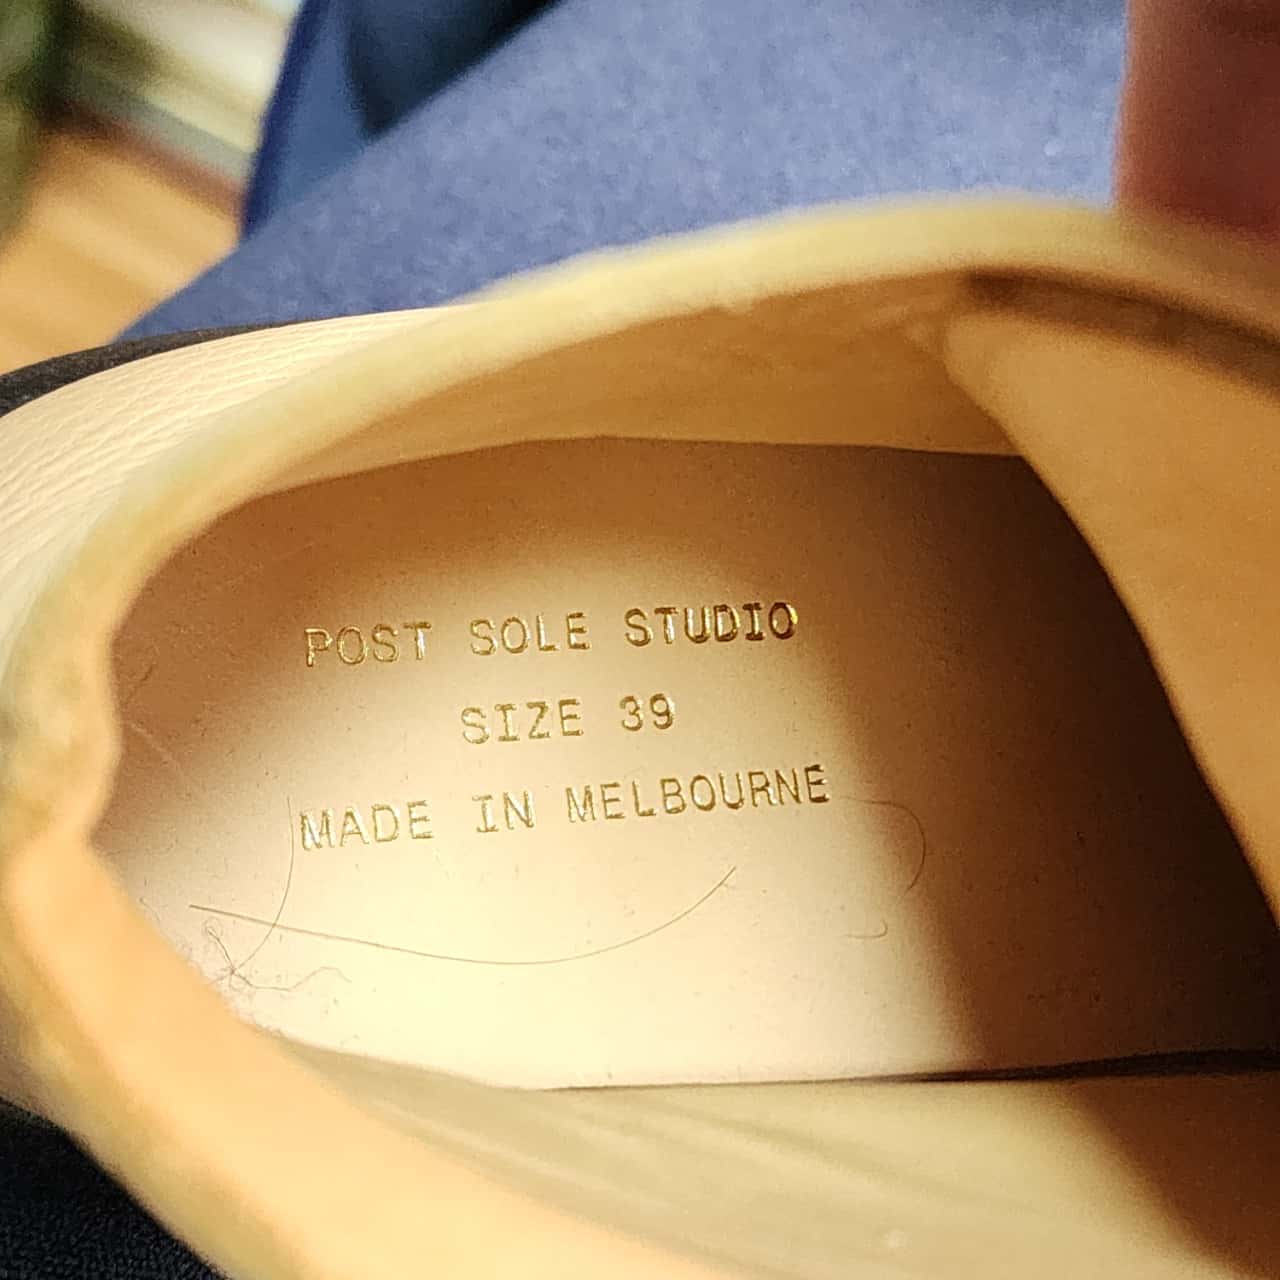 POST SOLE STUDIO
SIZE 39
MADE IN MELBOURNE